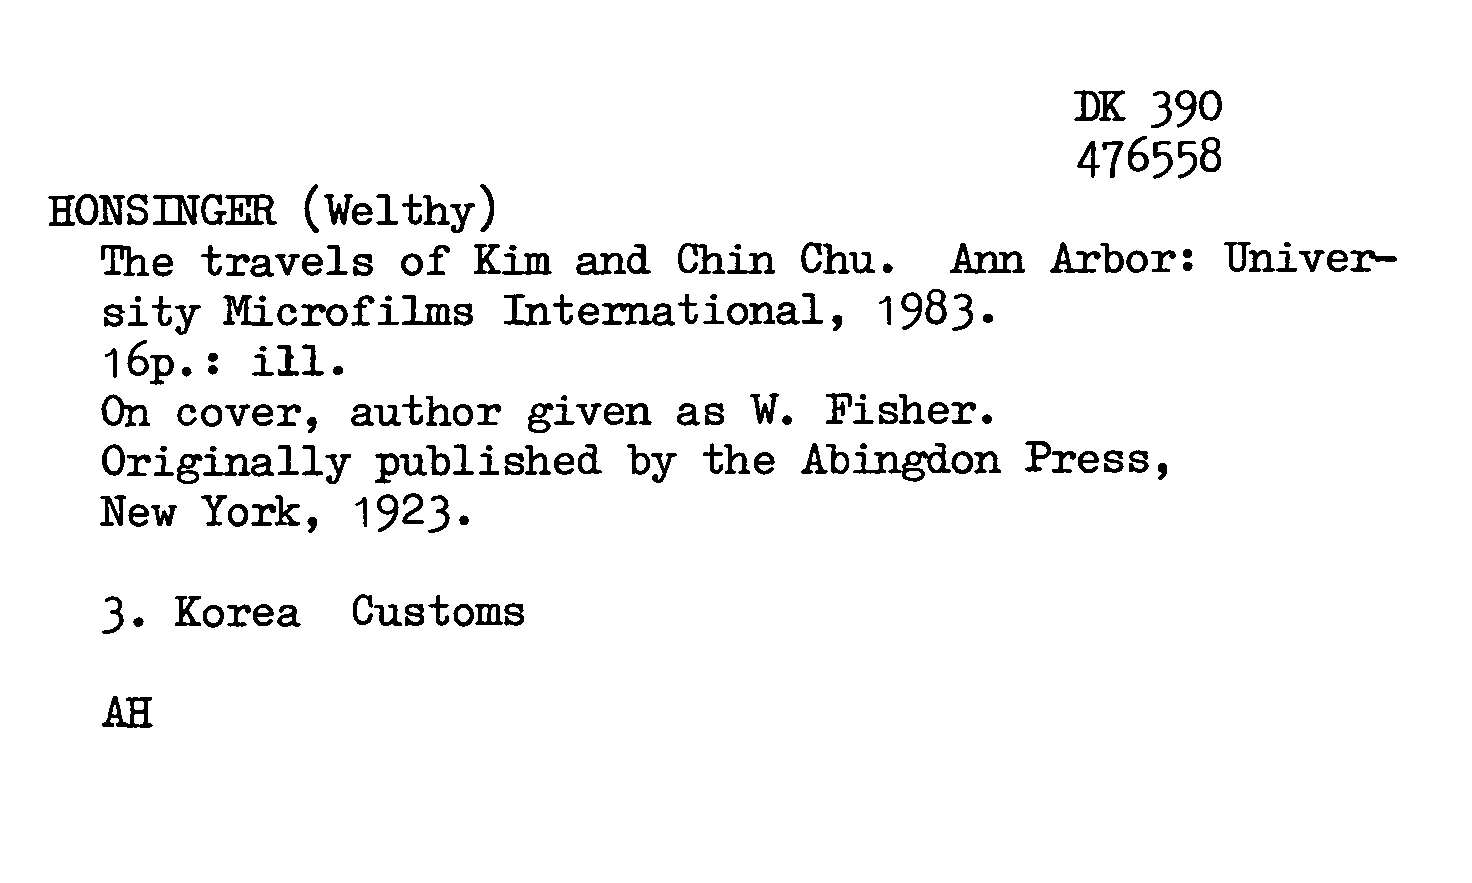 DK 390
476558
HONSINGER (Welthy)
The travels of Kim and Chin Chu. Ann Arbor: Univer-
sity Microfilms International, 1983.
16p.: ill.
On cover, author given as W. Fisher.
Originally published by the Abingdon Press,
New York, 1923.
3. Korea Customs
AH